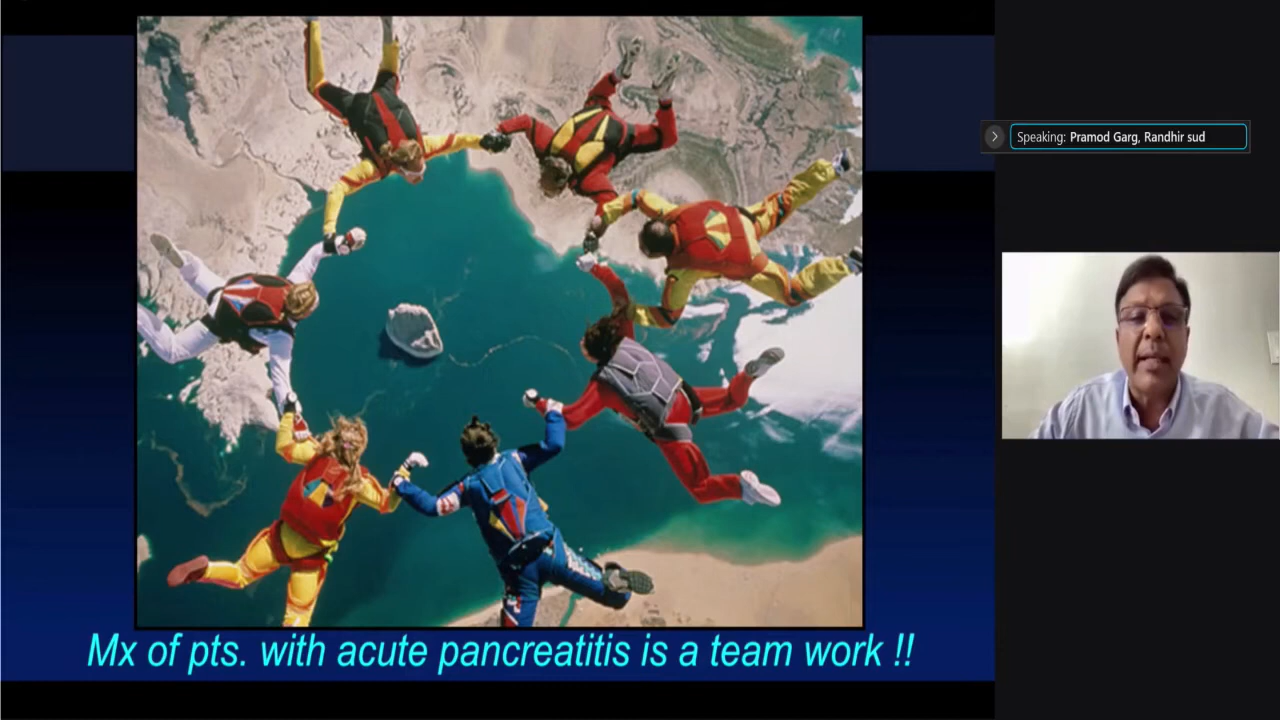 Speaking: Pramod Garg, Randhir sud
Mx of pts. with acute pancreatitis is a team work !!